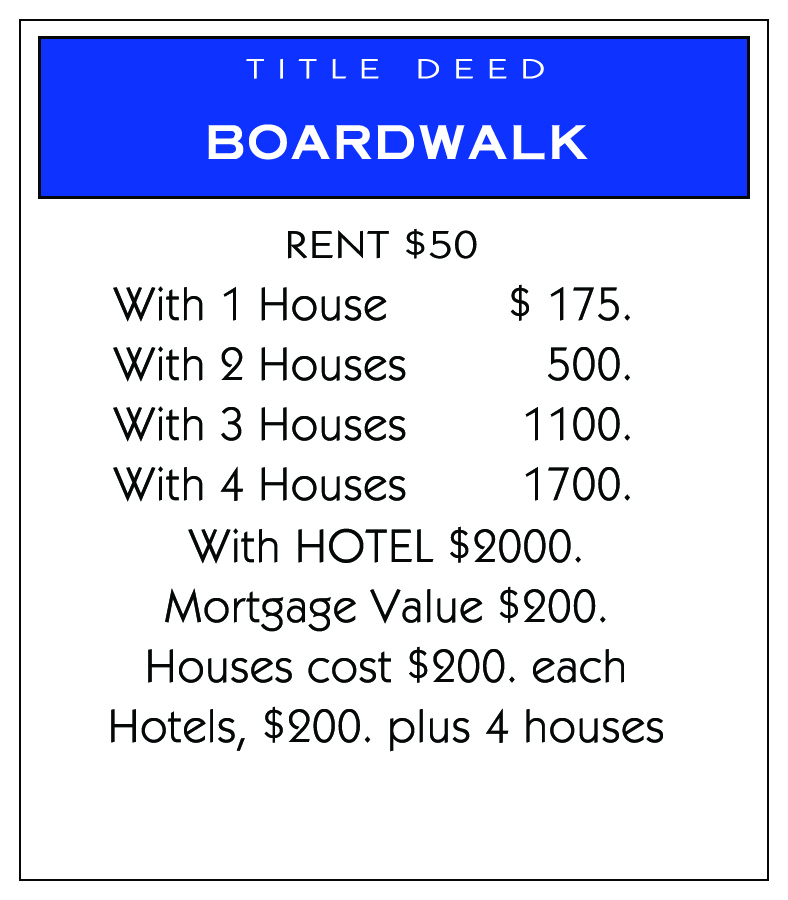 TITLE DEED
BOARDWALK
RENT $50
With 1 House $ 175.
With 2 Houses 500.
With 3 Houses 1100.
With 4 Houses 1700.
With HOTEL $2000.
Mortgage Value $200.
Houses cost $200. each
Hotels, $200. plus 4 houses